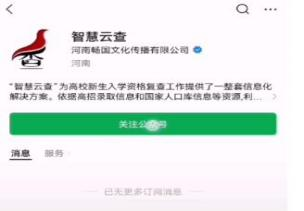 智慧云查
河南畅国文化传播有限公司
河南
"智慧云查"为高校新生入学资格复查工作提供了一整套信息化
解决方案。依据高招录取信息和国家人口库信息等资源,利...
关注公众号
消息 服务
已无更多订阅消息